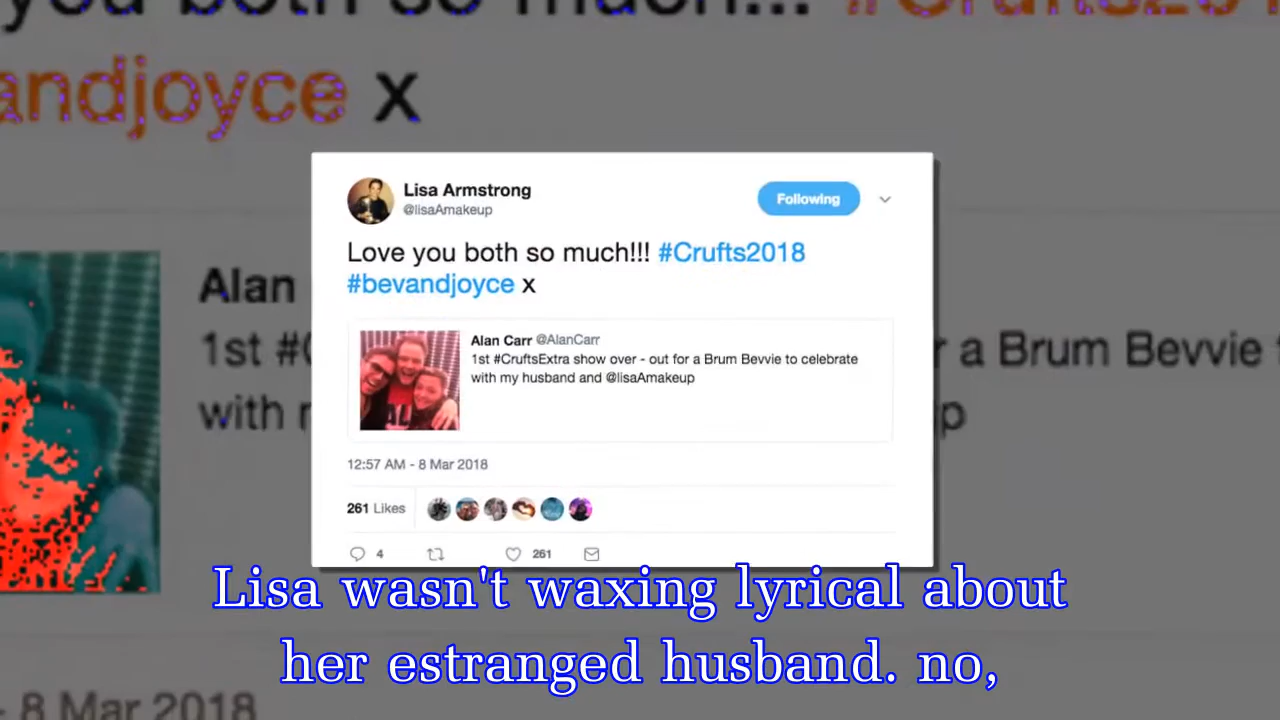 you both so much... #Crufts201
andjoyce x
Lisa Armstrong
@lisaAmakeup
Following
Love you both so much!!! #Crufts2018
#bevandjoyce x
Alan Carr @AlanCarr
1st #CruftsExtra show over - out for a Brum Bevvie to celebrate
with my husband and @lisaAmakeup
12:57 AM - 8 Mar 2018
261 Likes
4
261
Alan
1st #C
r a Brum Bevvie
with
p
- 8 Mar 2018
Lisa wasn't waxing lyrical about
her estranged husband. no,